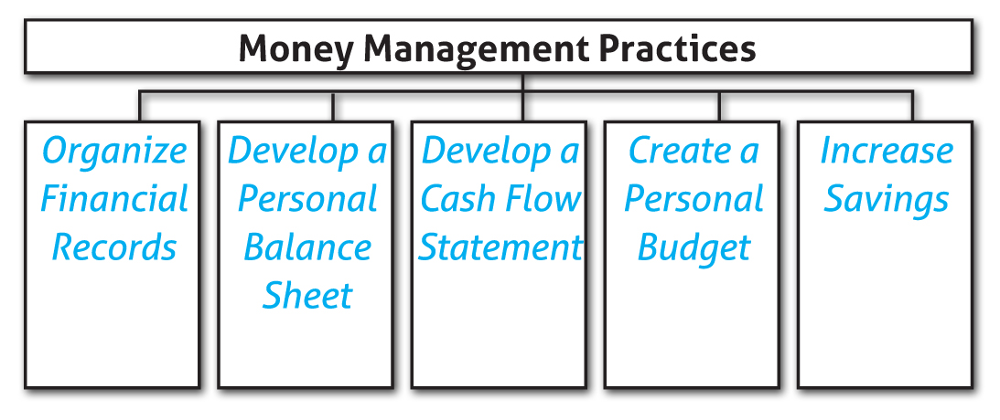 Money Management Practices
Organize
Financial
Records
Develop a
Personal
Balance
Sheet
Develop a
Cash Flow
Statement
Create a
Personal
Budget
Increase
Savings